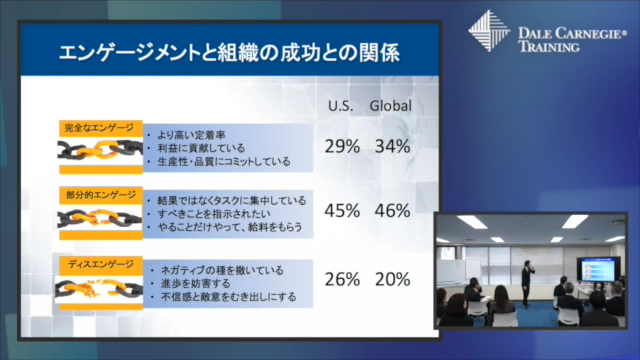 DALE CARNEGIE®
TRAINING
エンゲージメントと組織の成功との関係
U.S. Global
完全なエンゲージ
・ より高い定着率
・ 利益に貢献している
・ 生産性・品質にコミットしている
29% 34%
部分的エンゲージ
・ 結果ではなくタスクに集中している
・ すべきことを指示されたい
・ やることだけやって、給料をもらう
45% 46%
ディスエンゲージ
・ ネガティブの種を撒いている
・ 進歩を妨害する
・ 不信感と敵意をむき出しにする
26% 20%